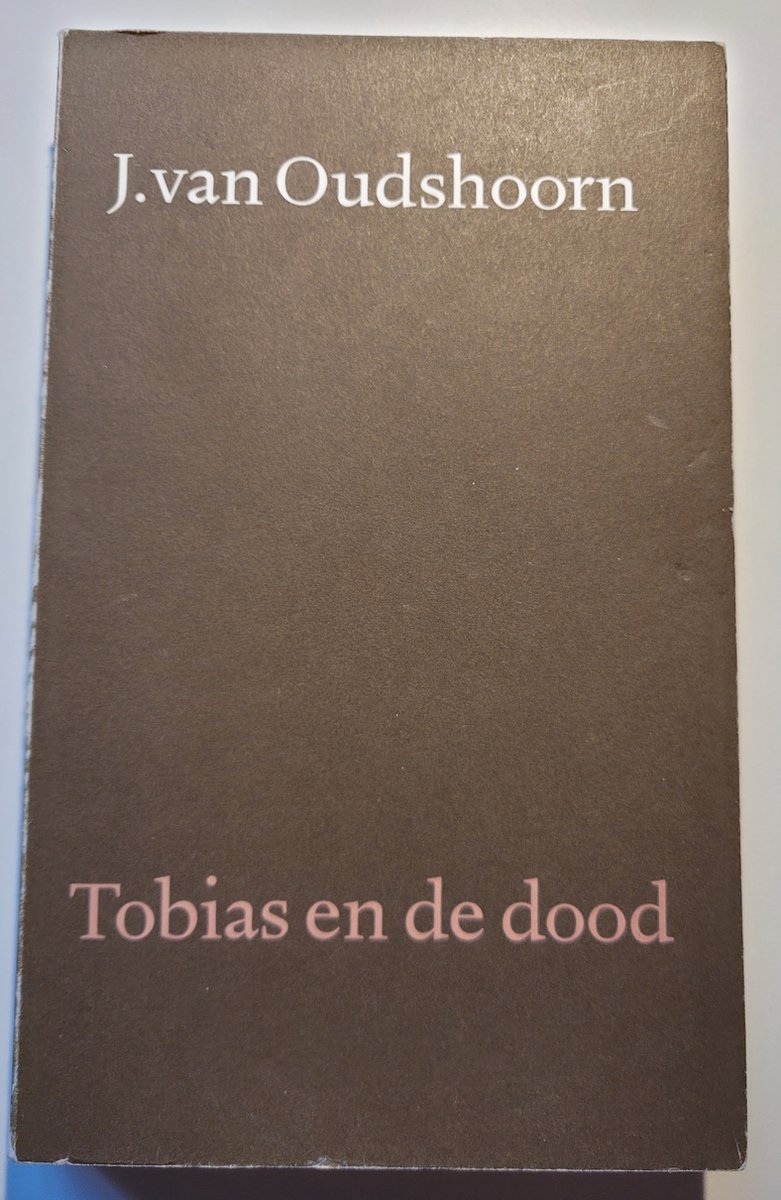 J. van Oudshoorn
Tobias en de dood